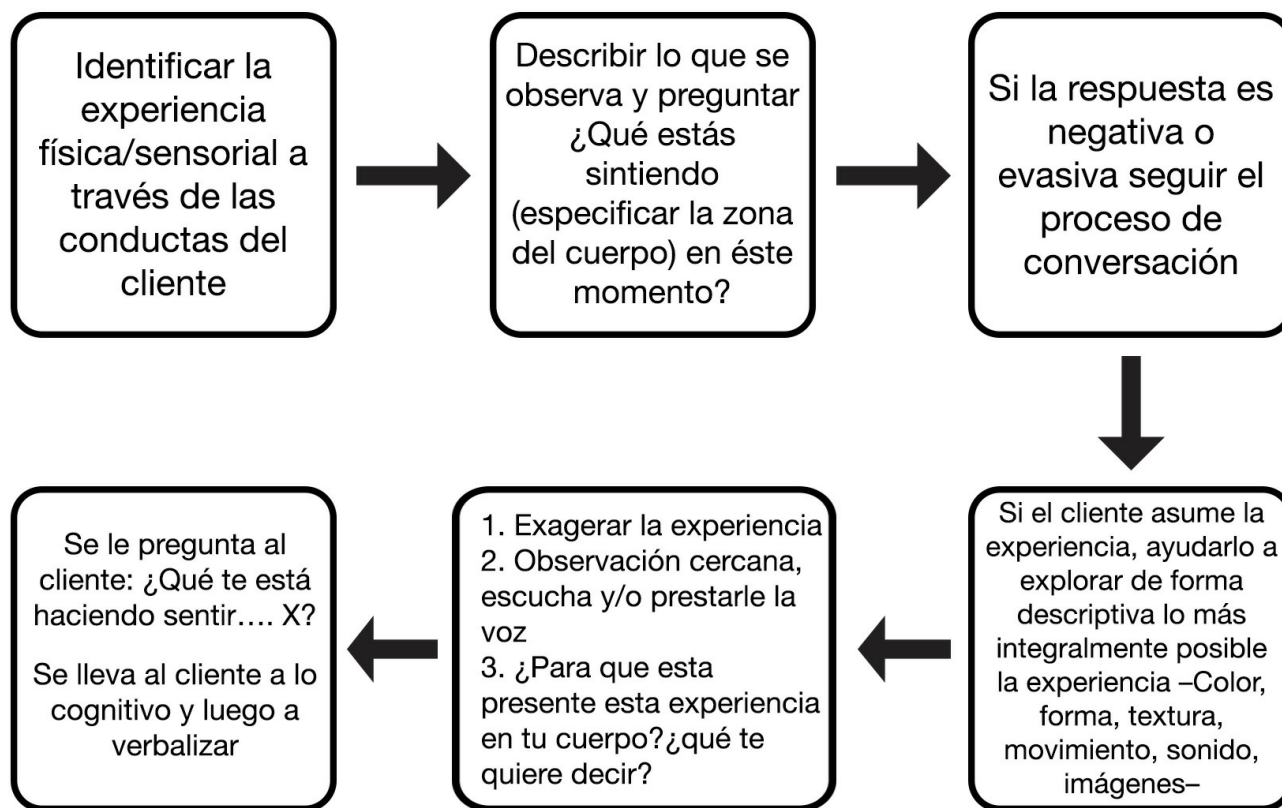 Identificar la
experiencia
física/sensorial a
través de las
conductas del
cliente
Describir lo que se
observa y preguntar
¿Qué estás
sintiendo
(especificar la zona
del cuerpo) en éste
momento?
Si la respuesta es
negativa o
evasiva seguir el
proceso de
conversación
Si el cliente asume la
experiencia, ayudarlo a
explorar de forma
descriptiva lo más
integralmente posible
la experiencia –Color,
forma, textura,
movimiento, sonido,
imágenes–
1. Exagerar la experiencia
2. Observación cercana,
escucha y/o prestarle la
voz
3. ¿Para que esta
presente esta experiencia
en tu cuerpo?¿qué te
quiere decir?
Se le pregunta al
cliente: ¿Qué te está
haciendo sentir…. X?
Se lleva al cliente a lo
cognitivo y luego a
verbalizar